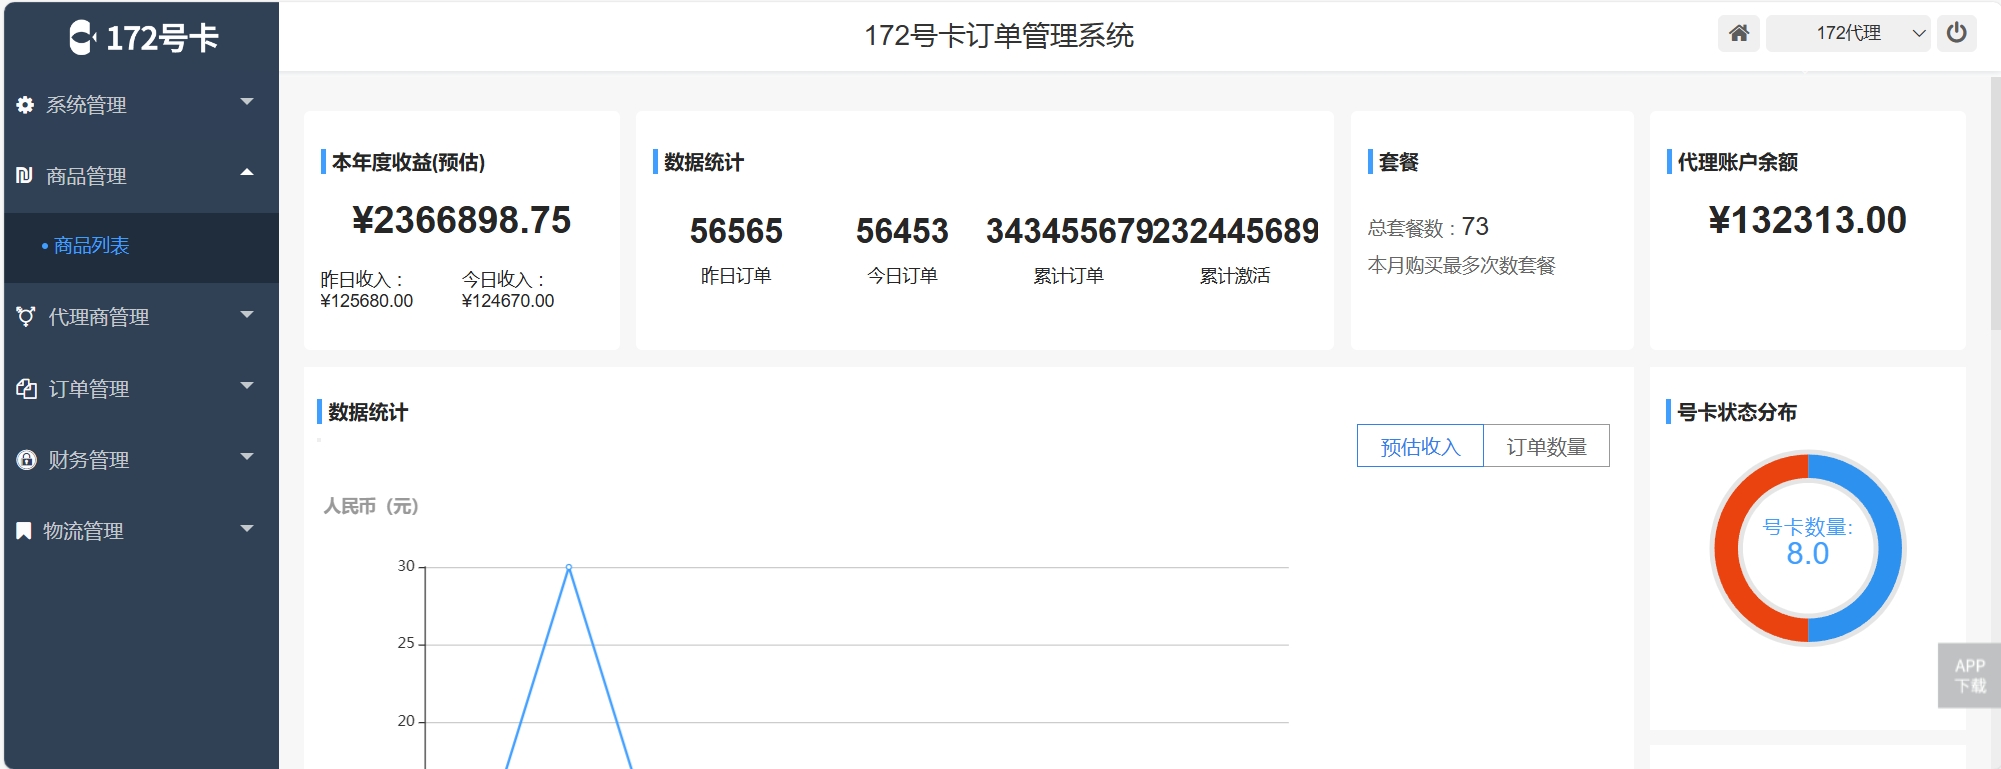 172号卡
172号卡订单管理系统
172代理
系统管理
商品管理
• 商品列表
代理商管理
订单管理
财务管理
物流管理
本年度收益(预估)
¥2366898.75
昨日收入：
¥125680.00
今日收入：
¥124670.00
数据统计
56565
昨日订单
56453
今日订单
343455679
累计订单
232445689
累计激活
套餐
总套餐数：73
本月购买最多次数套餐
代理账户余额
¥132313.00
数据统计
预估收入
订单数量
人民币（元）
30
25
20
号卡状态分布
号卡数量:
8.0
APP
下载